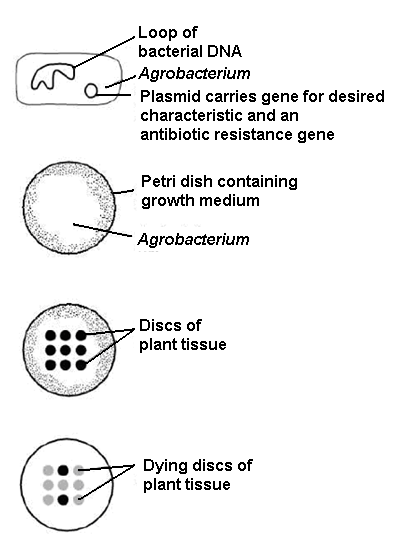 Loop of
bacterial DNA
Agrobacterium
Plasmid carries gene for desired
characteristic and an
antibiotic resistance gene
Petri dish containing
growth medium
Agrobacterium
Discs of
plant tissue
Dying discs of
plant tissue